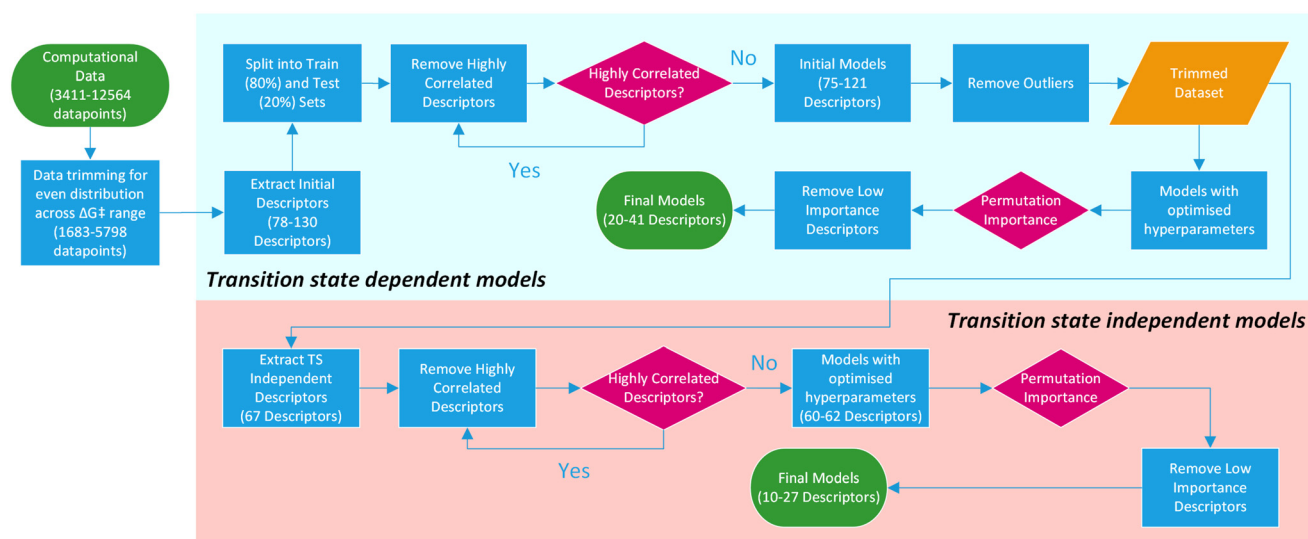 Computational
Data
(3411-12564
datapoints)
Data trimming for
even distribution
across ΔG‡ range
(1683-5798
datapoints)
Split into Train
(80%) and Test
(20%) Sets
Extract Initial
Descriptors
(78-130
Descriptors)
Remove Highly
Correlated
Descriptors
Highly Correlated
Descriptors?
Yes
No
Initial Models
(75-121
Descriptors)
Remove Outliers
Trimmed
Dataset
Models with
optimised
hyperparameters
Permutation
Importance
Remove Low
Importance
Descriptors
Final Models
(20-41 Descriptors)
Transition state dependent models
Transition state independent models
Extract TS
Independent
Descriptors
(67 Descriptors)
Remove Highly
Correlated
Descriptors
Highly Correlated
Descriptors?
Yes
No
Models with
optimised
hyperparameters
(60-62 Descriptors)
Permutation
Importance
Remove Low
Importance
Descriptors
Final Models
(10-27 Descriptors)